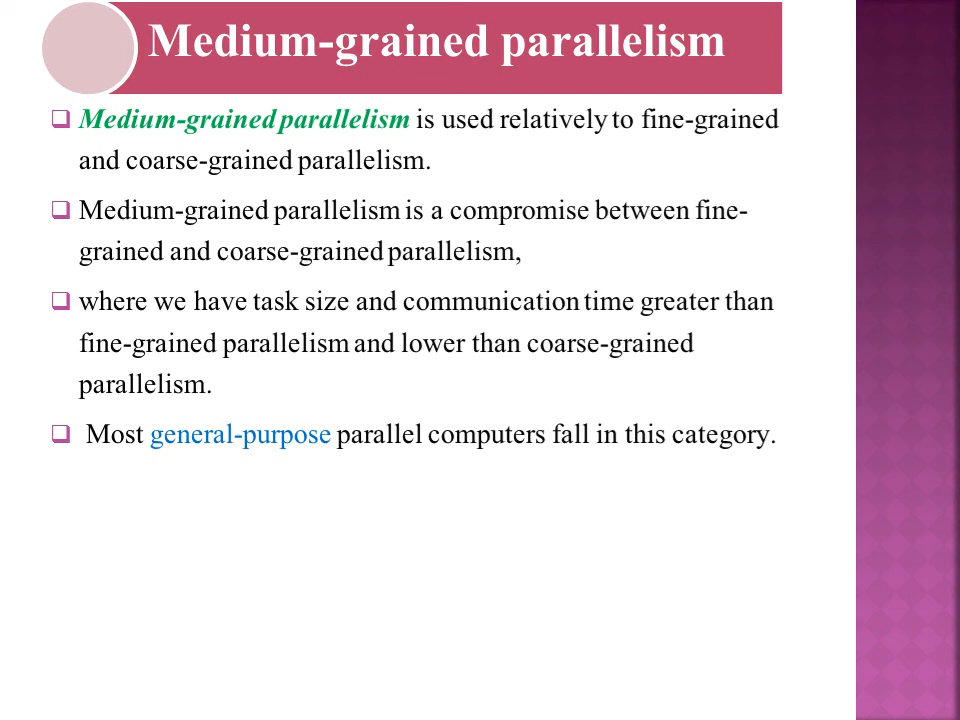 Medium-grained parallelism
Medium-grained parallelism is used relatively to fine-grained
and coarse-grained parallelism.
Medium-grained parallelism is a compromise between fine-
grained and coarse-grained parallelism,
where we have task size and communication time greater than
fine-grained parallelism and lower than coarse-grained
parallelism.
Most general-purpose parallel computers fall in this category.